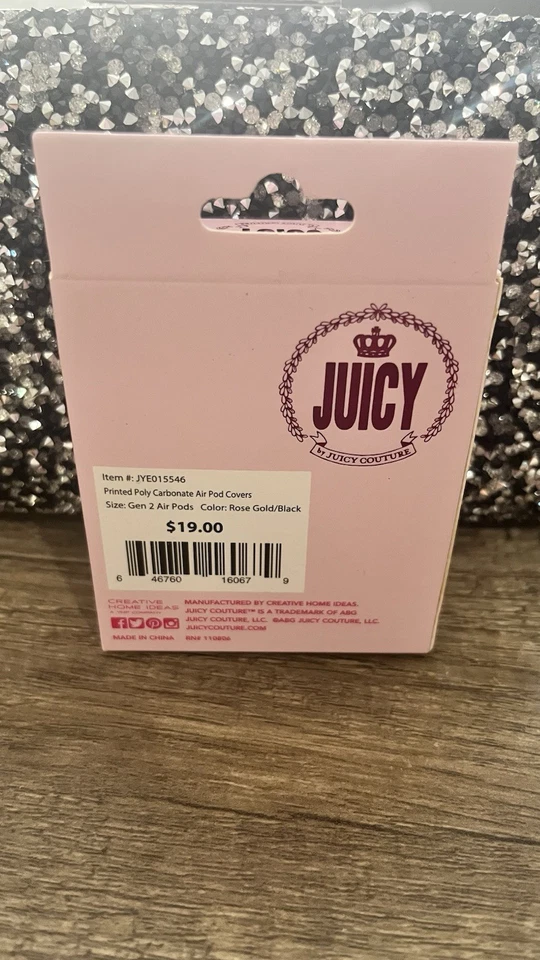 JUICY
by JUICY COUTURE
Item #: JYE015546
Printed Poly Carbonate Air Pod Covers
Size: Gen 2 Air Pods Color: Rose Gold/Black
$19.00
6 46760 16067 9
CREATIVE
HOME IDEAS
MANUFACTURED BY CREATIVE HOME IDEAS.
JUICY COUTURE™ IS A TRADEMARK OF ABG
JUICY COUTURE, LLC. ©ABG JUICY COUTURE, LLC.
JUICYCOUTURE.COM
MADE IN CHINA RN# 110806